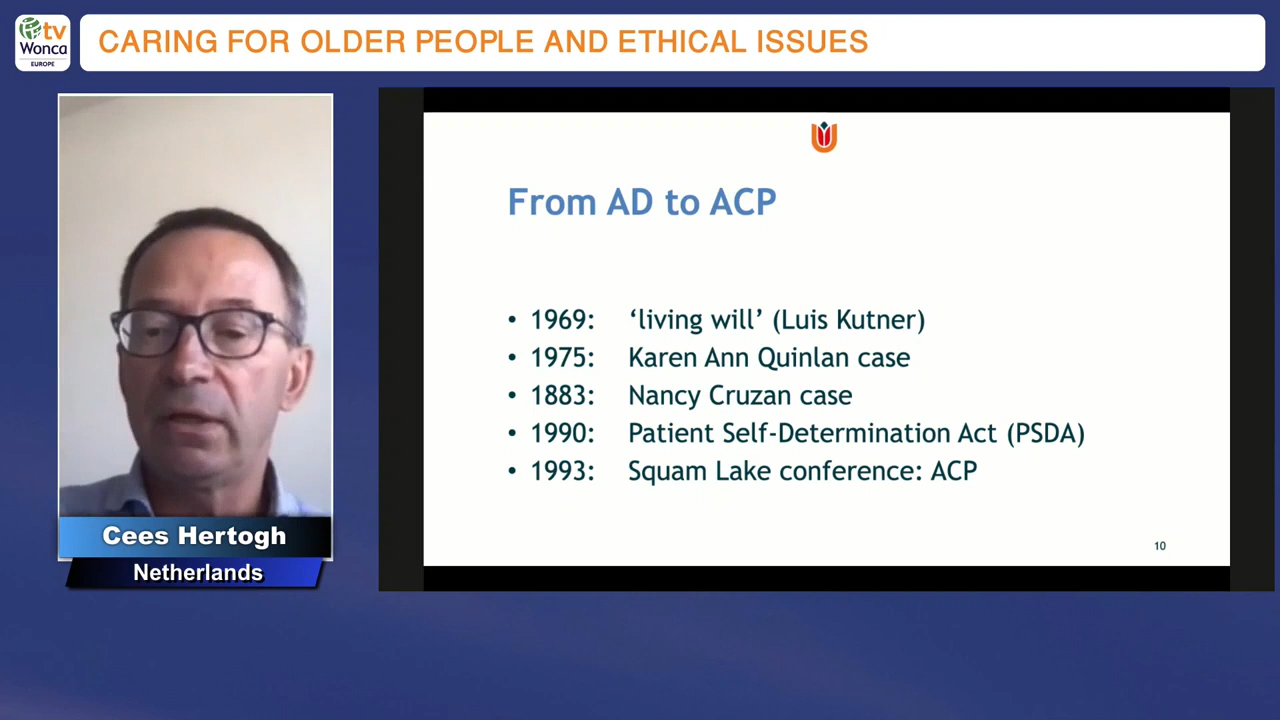 tv
Wonca
EUROPE
CARING FOR OLDER PEOPLE AND ETHICAL ISSUES
From AD to ACP
• 1969: ‘living will’ (Luis Kutner)
• 1975: Karen Ann Quinlan case
• 1883: Nancy Cruzan case
• 1990: Patient Self-Determination Act (PSDA)
• 1993: Squam Lake conference: ACP
10
Cees Hertogh
Netherlands